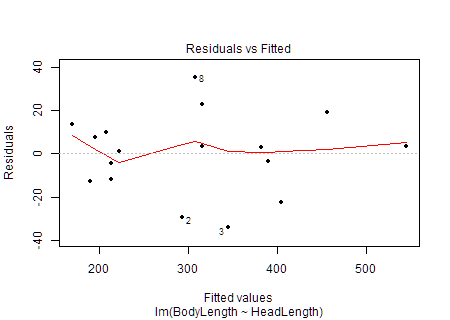 Residuals vs Fitted
Residuals
40
20
0
-20
-40
8
2
3
200 300 400 500
Fitted values
lm(BodyLength ~ HeadLength)